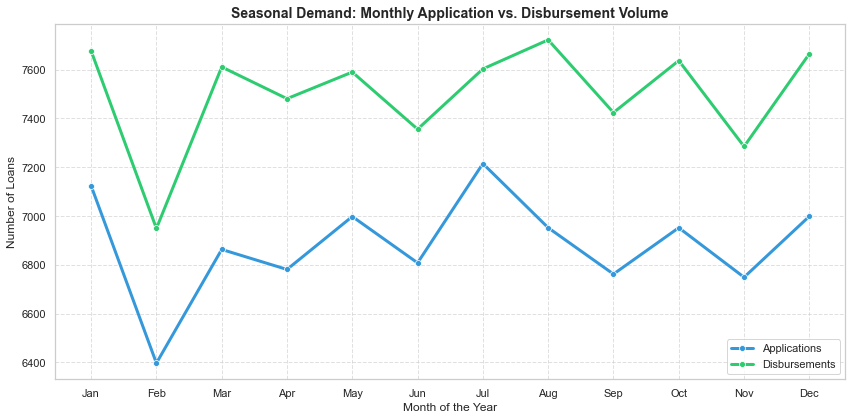 Seasonal Demand: Monthly Application vs. Disbursement Volume
Number of Loans
7600
7400
7200
7000
6800
6600
6400
Jan Feb Mar Apr May Jun Jul Aug Sep Oct Nov Dec
Month of the Year
Applications
Disbursements